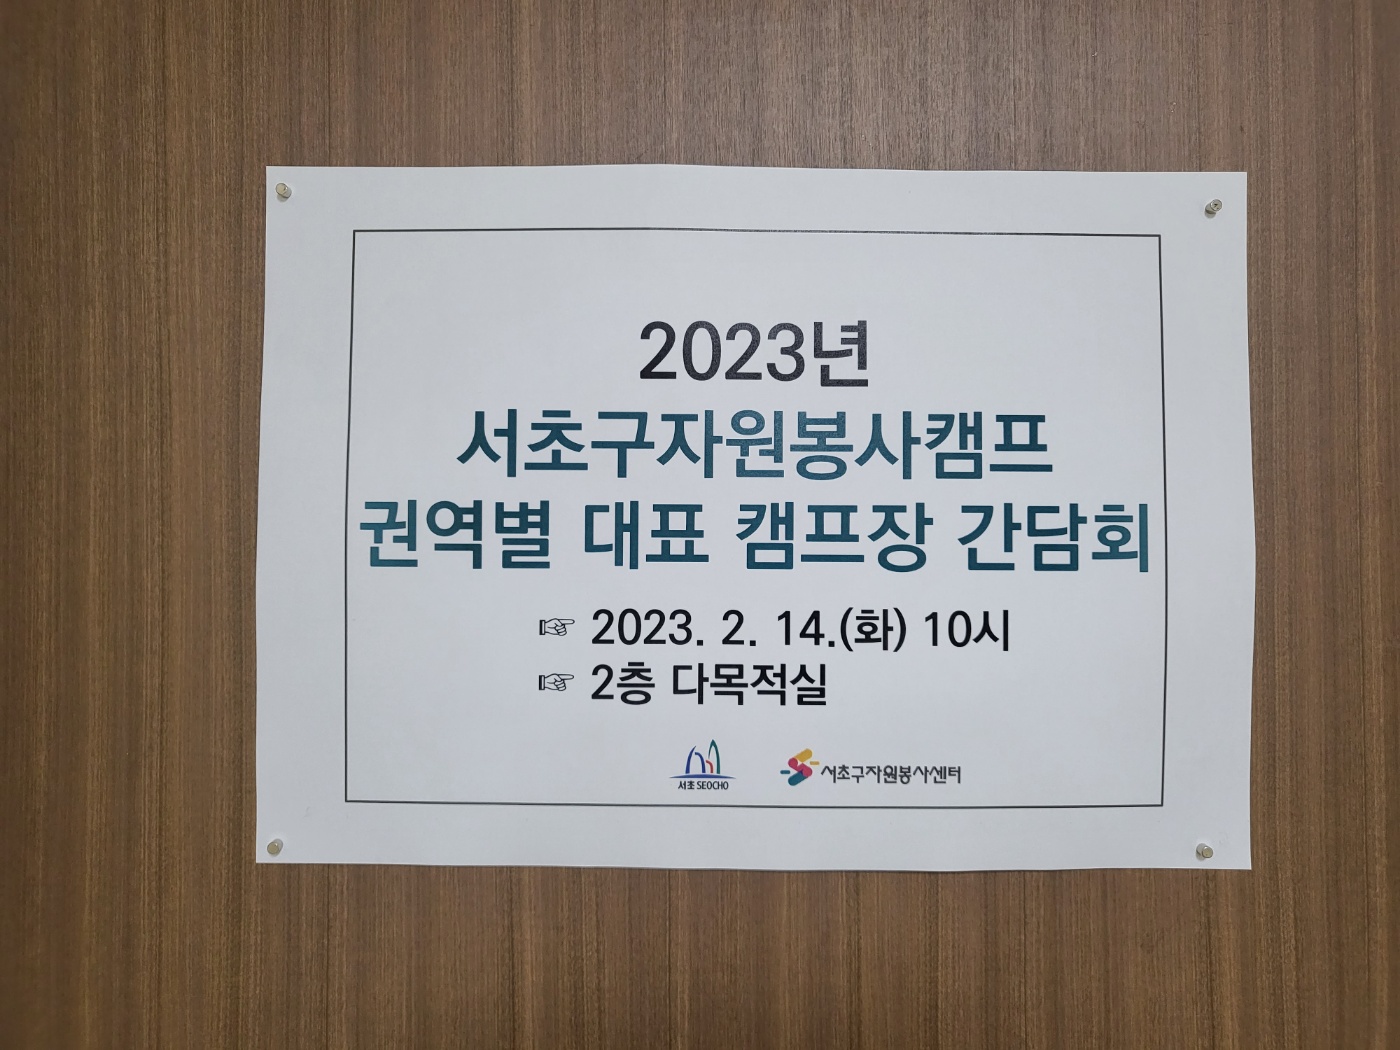 2023년
서초구자원봉사캠프
권역별 대표 캠프장 간담회
☞ 2023. 2. 14.(화) 10시
☞ 2층 다목적실
서초 SEOCHO
서초구자원봉사센터